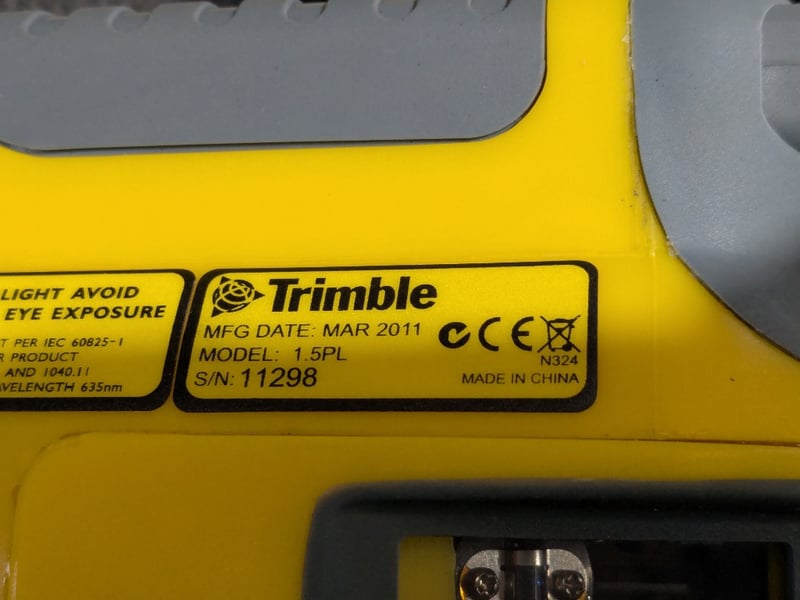 LIGHT AVOID
EYE EXPOSURE
PER IEC 60825-1
PRODUCT
AND 1040.11
635nm
Trimble
MFG DATE: MAR 2011
MODEL: 1.5PL
S/N: 11298
CE
N324
MADE IN CHINA